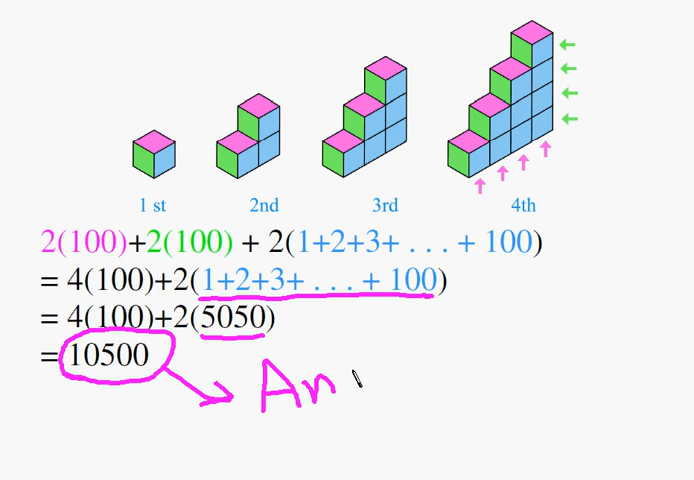 1 st 2nd 3rd 4th
2(100)+2(100) + 2(1+2+3+ . . . + 100)
= 4(100)+2(1+2+3+ . . . + 100)
= 4(100)+2(5050)
= 10500
An